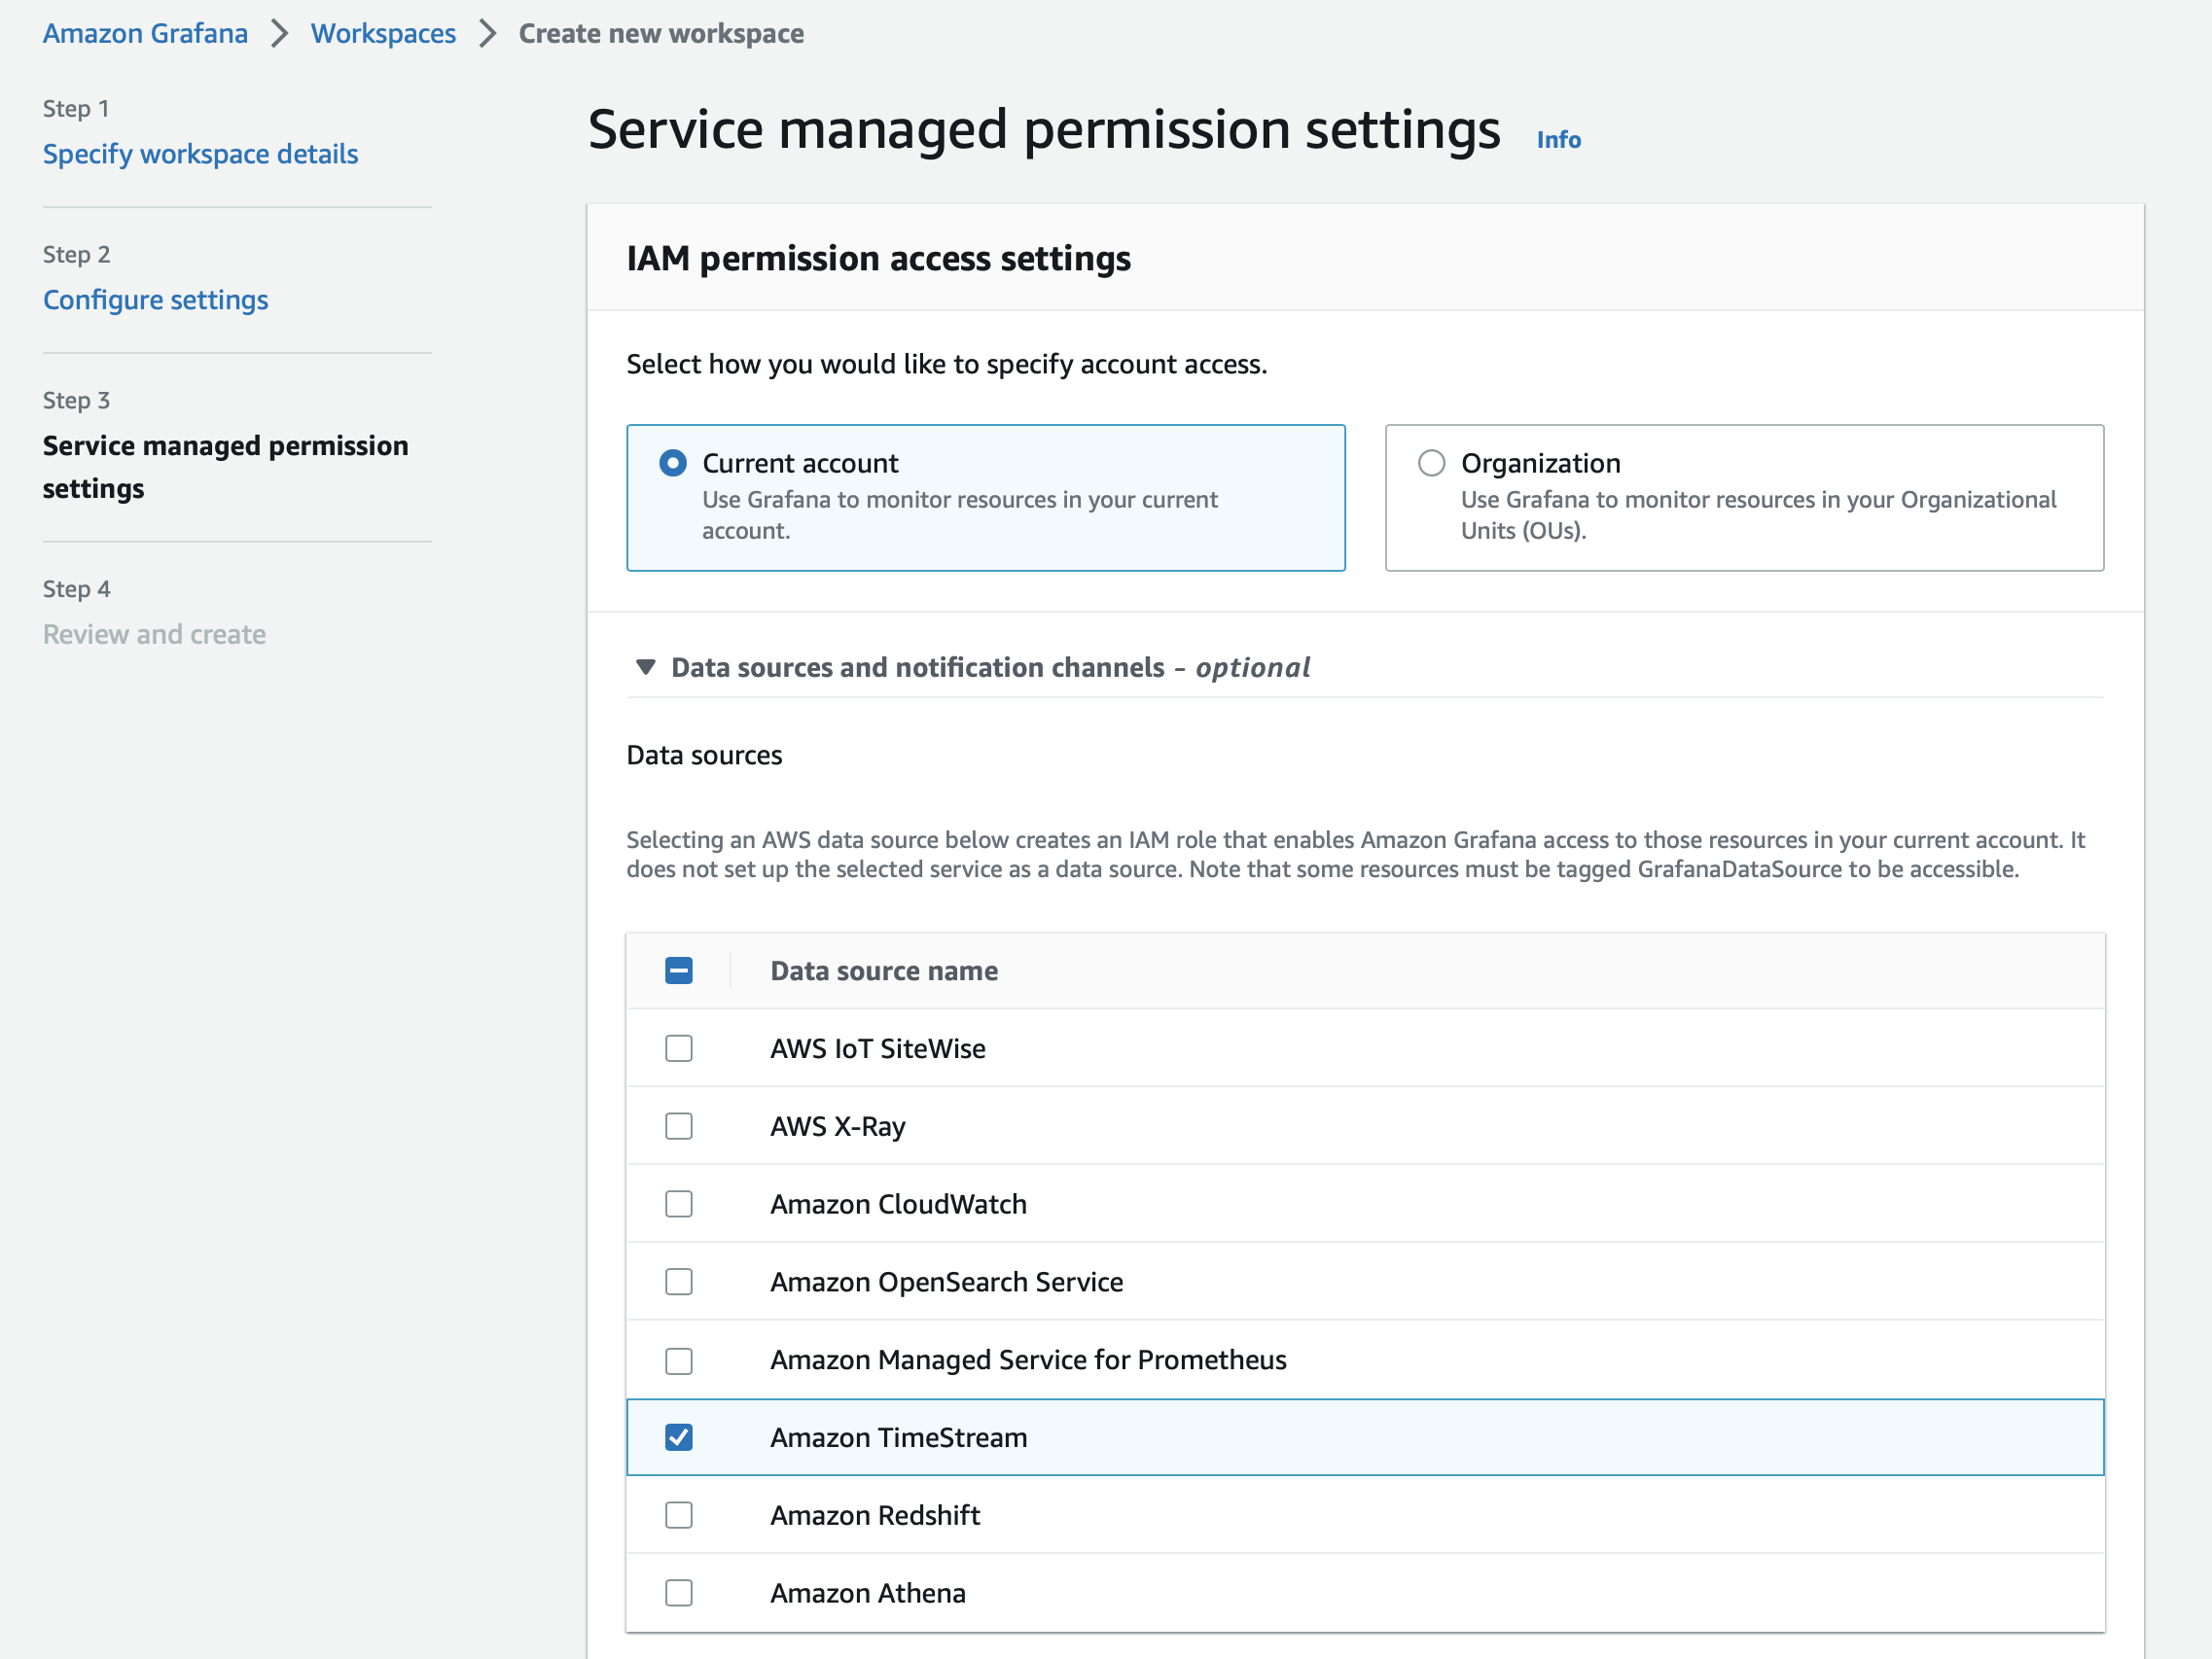 Amazon Grafana > Workspaces > Create new workspace
Step 1
Specify workspace details
Step 2
Configure settings
Step 3
Service managed permission
settings
Step 4
Review and create
Service managed permission settings Info
IAM permission access settings
Select how you would like to specify account access.
Current account
Use Grafana to monitor resources in your current
account.
Organization
Use Grafana to monitor resources in your Organizational
Units (OUs).
Data sources and notification channels - optional
Data sources
Selecting an AWS data source below creates an IAM role that enables Amazon Grafana access to those resources in your current account. It
does not set up the selected service as a data source. Note that some resources must be tagged GrafanaDataSource to be accessible.
Data source name
AWS IoT SiteWise
AWS X-Ray
Amazon CloudWatch
Amazon OpenSearch Service
Amazon Managed Service for Prometheus
Amazon TimeStream
Amazon Redshift
Amazon Athena